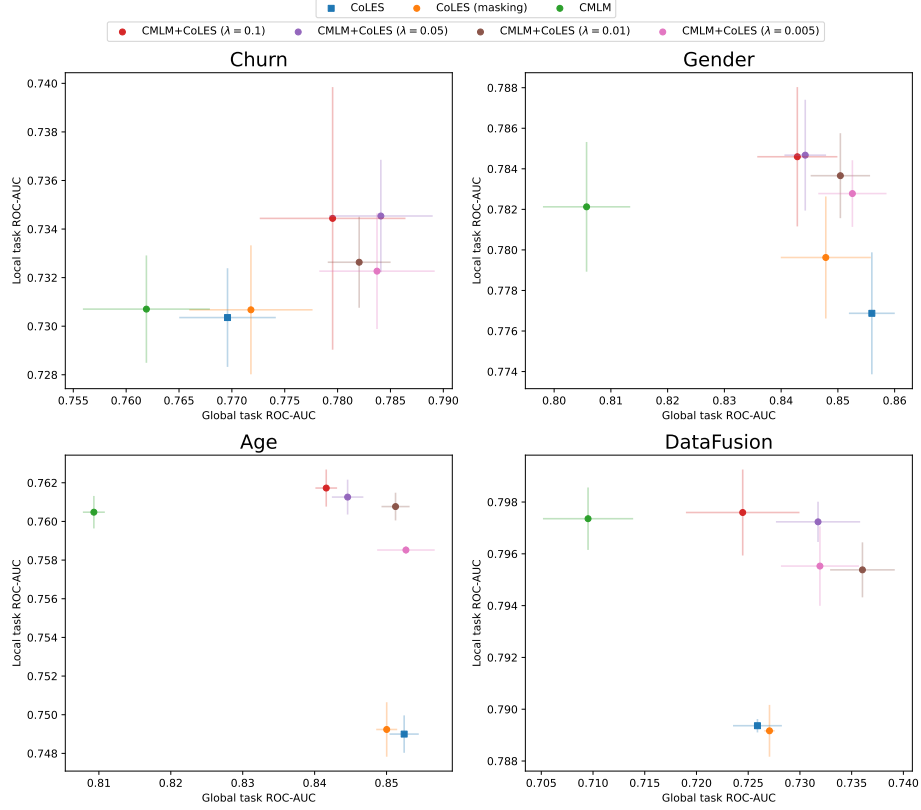 CoLES CoLES (masking) CMLM
CMLM+CoLES (λ = 0.1) CMLM+CoLES (λ = 0.05) CMLM+CoLES (λ = 0.01) CMLM+CoLES (λ = 0.005)
Churn
0.740
0.738
0.736
0.734
0.732
0.730
0.728
Local task ROC-AUC
0.755 0.760 0.765 0.770 0.775 0.780 0.785 0.790
Global task ROC-AUC
Gender
0.788
0.786
0.784
0.782
0.780
0.778
0.776
0.774
Local task ROC-AUC
0.80 0.81 0.82 0.83 0.84 0.85 0.86
Global task ROC-AUC
Age
0.762
0.760
0.758
0.756
0.754
0.752
0.750
0.748
Local task ROC-AUC
0.81 0.82 0.83 0.84 0.85
Global task ROC-AUC
DataFusion
0.798
0.796
0.794
0.792
0.790
0.788
Local task ROC-AUC
0.705 0.710 0.715 0.720 0.725 0.730 0.735 0.740
Global task ROC-AUC